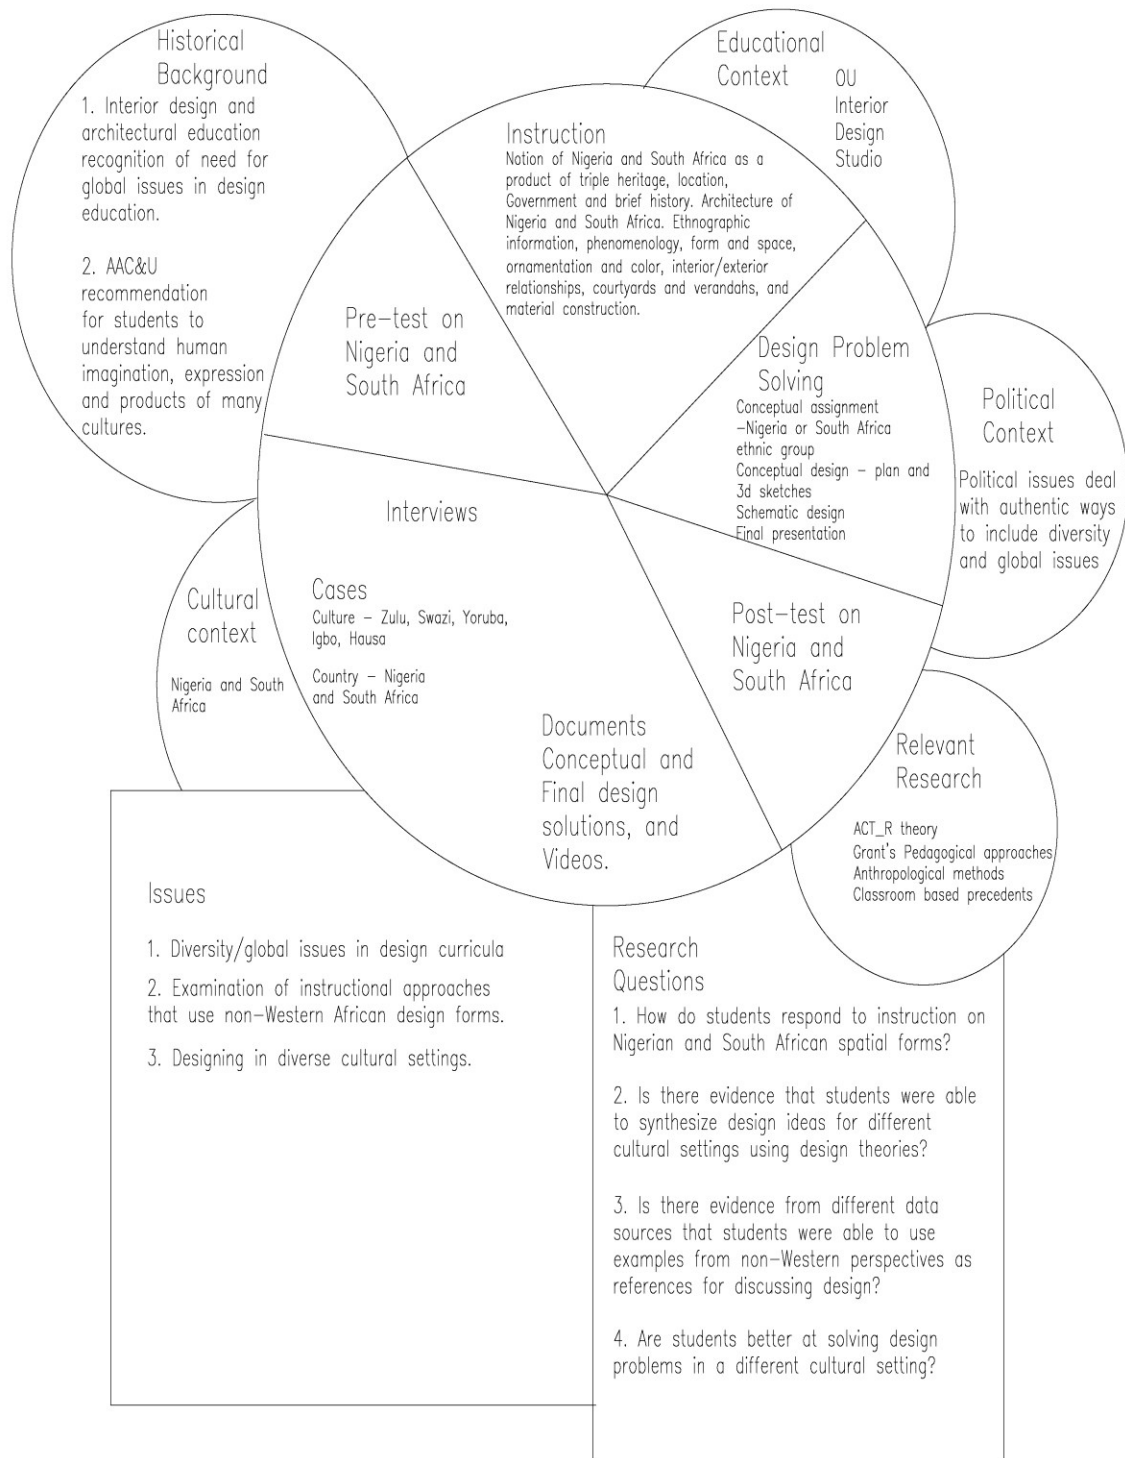 Historical
Background
1. Interior design and
architectural education
recognition of need for
global issues in design
education.
2. AAC&U
recommendation
for students to
understand human
imagination, expression
and products of many
cultures.
Educational
Context
OU
Interior
Design
Studio
Instruction
Notion of Nigeria and South Africa as a
product of triple heritage, location,
Government and brief history. Architecture of
Nigeria and South Africa. Ethnographic
information, phenomenology, form and space,
ornamentation and color, interior/exterior
relationships, courtyards and verandahs, and
material construction.
Pre-test on
Nigeria and
South Africa
Design Problem
Solving
Conceptual assignment
-Nigeria or South Africa
ethnic group
Conceptual design - plan and
3d sketches
Schematic design
Final presentation
Political
Context
Political issues deal
with authentic ways
to include diversity
and global issues
Interviews
Cases
Culture - Zulu, Swazi, Yoruba,
Igbo, Hausa
Country - Nigeria
and South Africa
Cultural
context
Nigeria and South
Africa
Post-test on
Nigeria and
South Africa
Documents
Conceptual and
Final design
solutions, and
Videos.
Relevant
Research
ACT_R theory
Grant's Pedagogical approaches
Anthropological methods
Classroom based precedents
Issues
1. Diversity/global issues in design curricula
2. Examination of instructional approaches
that use non-Western African design forms.
3. Designing in diverse cultural settings.
Research
Questions
1. How do students respond to instruction on
Nigerian and South African spatial forms?
2. Is there evidence that students were able
to synthesize design ideas for different
cultural settings using design theories?
3. Is there evidence from different data
sources that students were able to use
examples from non-Western perspectives as
references for discussing design?
4. Are students better at solving design
problems in a different cultural setting?